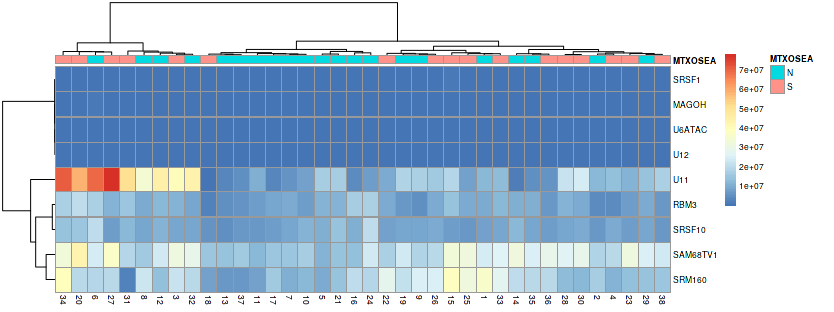 MTXOSEA
SRSF1
MAGOH
U6ATAC
U12
U11
RBM3
SRSF10
SAM68TV1
SRM160
34 20 6 27 31 8 12 3 32 18 13 37 11 17 7 10 5 21 16 24 22 19 9 26 15 25 1 33 14 35 36 28 30 2 4 23 29 38
7e+07
6e+07
5e+07
4e+07
3e+07
2e+07
1e+07
MTXOSEA
N
S